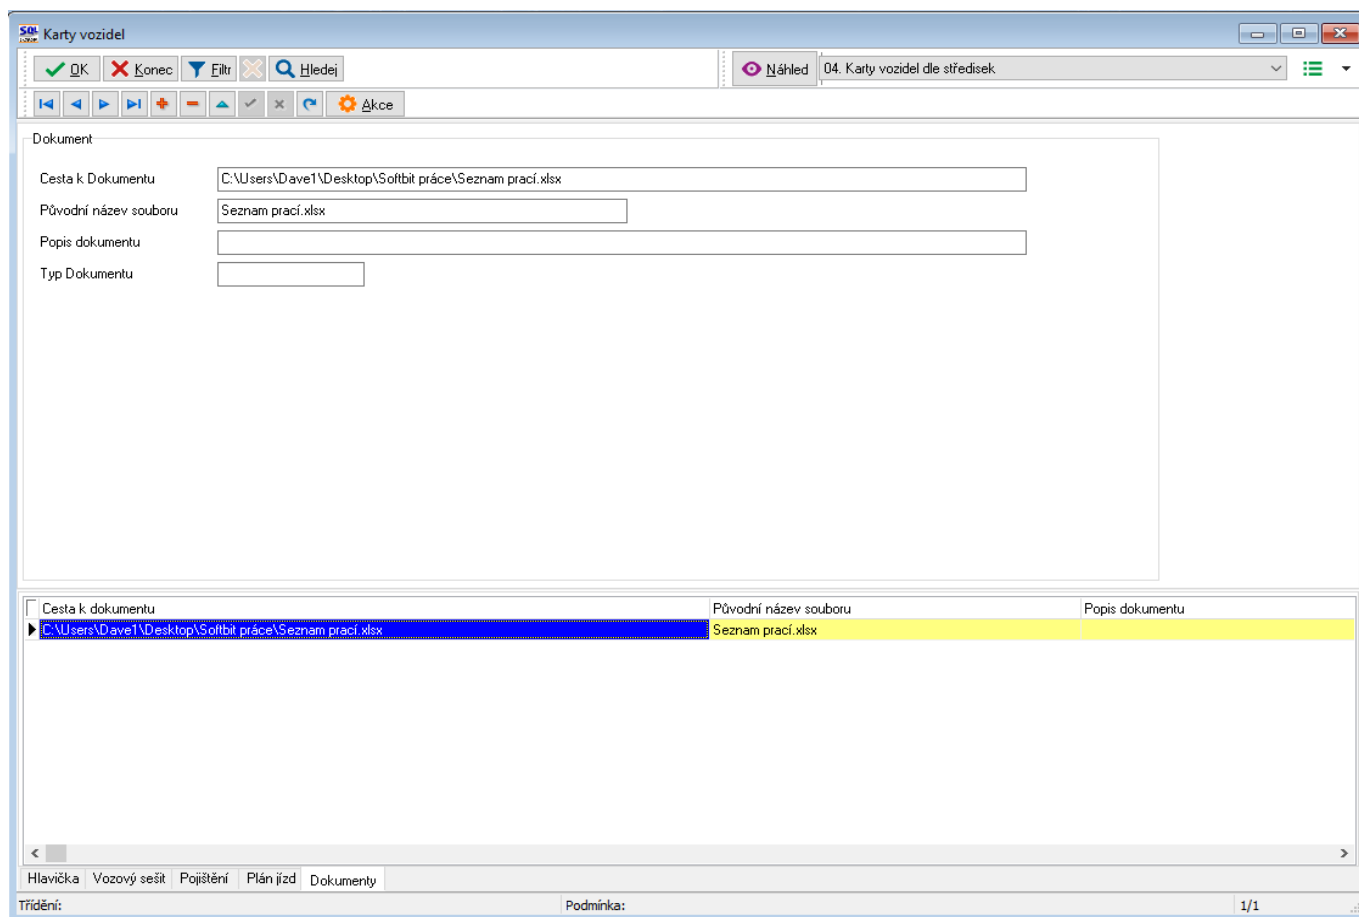 SQL Karty vozidel
OK Konec Filtr Hledej Náhled 04. Karty vozidel dle středisek
Akce
Dokument
Cesta k Dokumentu C:\Users\Dave1\Desktop\Softbit práce\Seznam prací.xlsx
Původní název souboru Seznam prací.xlsx
Popis dokumentu
Typ Dokumentu
Cesta k dokumentu Původní název souboru Popis dokumentu
C:\Users\Dave1\Desktop\Softbit práce\Seznam prací.xlsx Seznam prací.xlsx
Hlavička Vozový sešit Pojištění Plán jízd Dokumenty
Třídění: Podmínka: 1/1